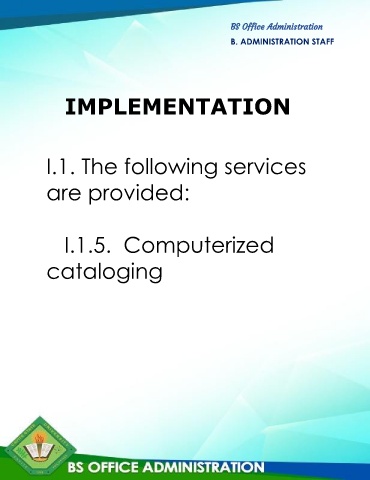 BS Office Administration
B. ADMINISTRATION STAFF
IMPLEMENTATION
I.1. The following services
are provided:
I.1.5. Computerized
cataloging
BS OFFICE ADMINISTRATION